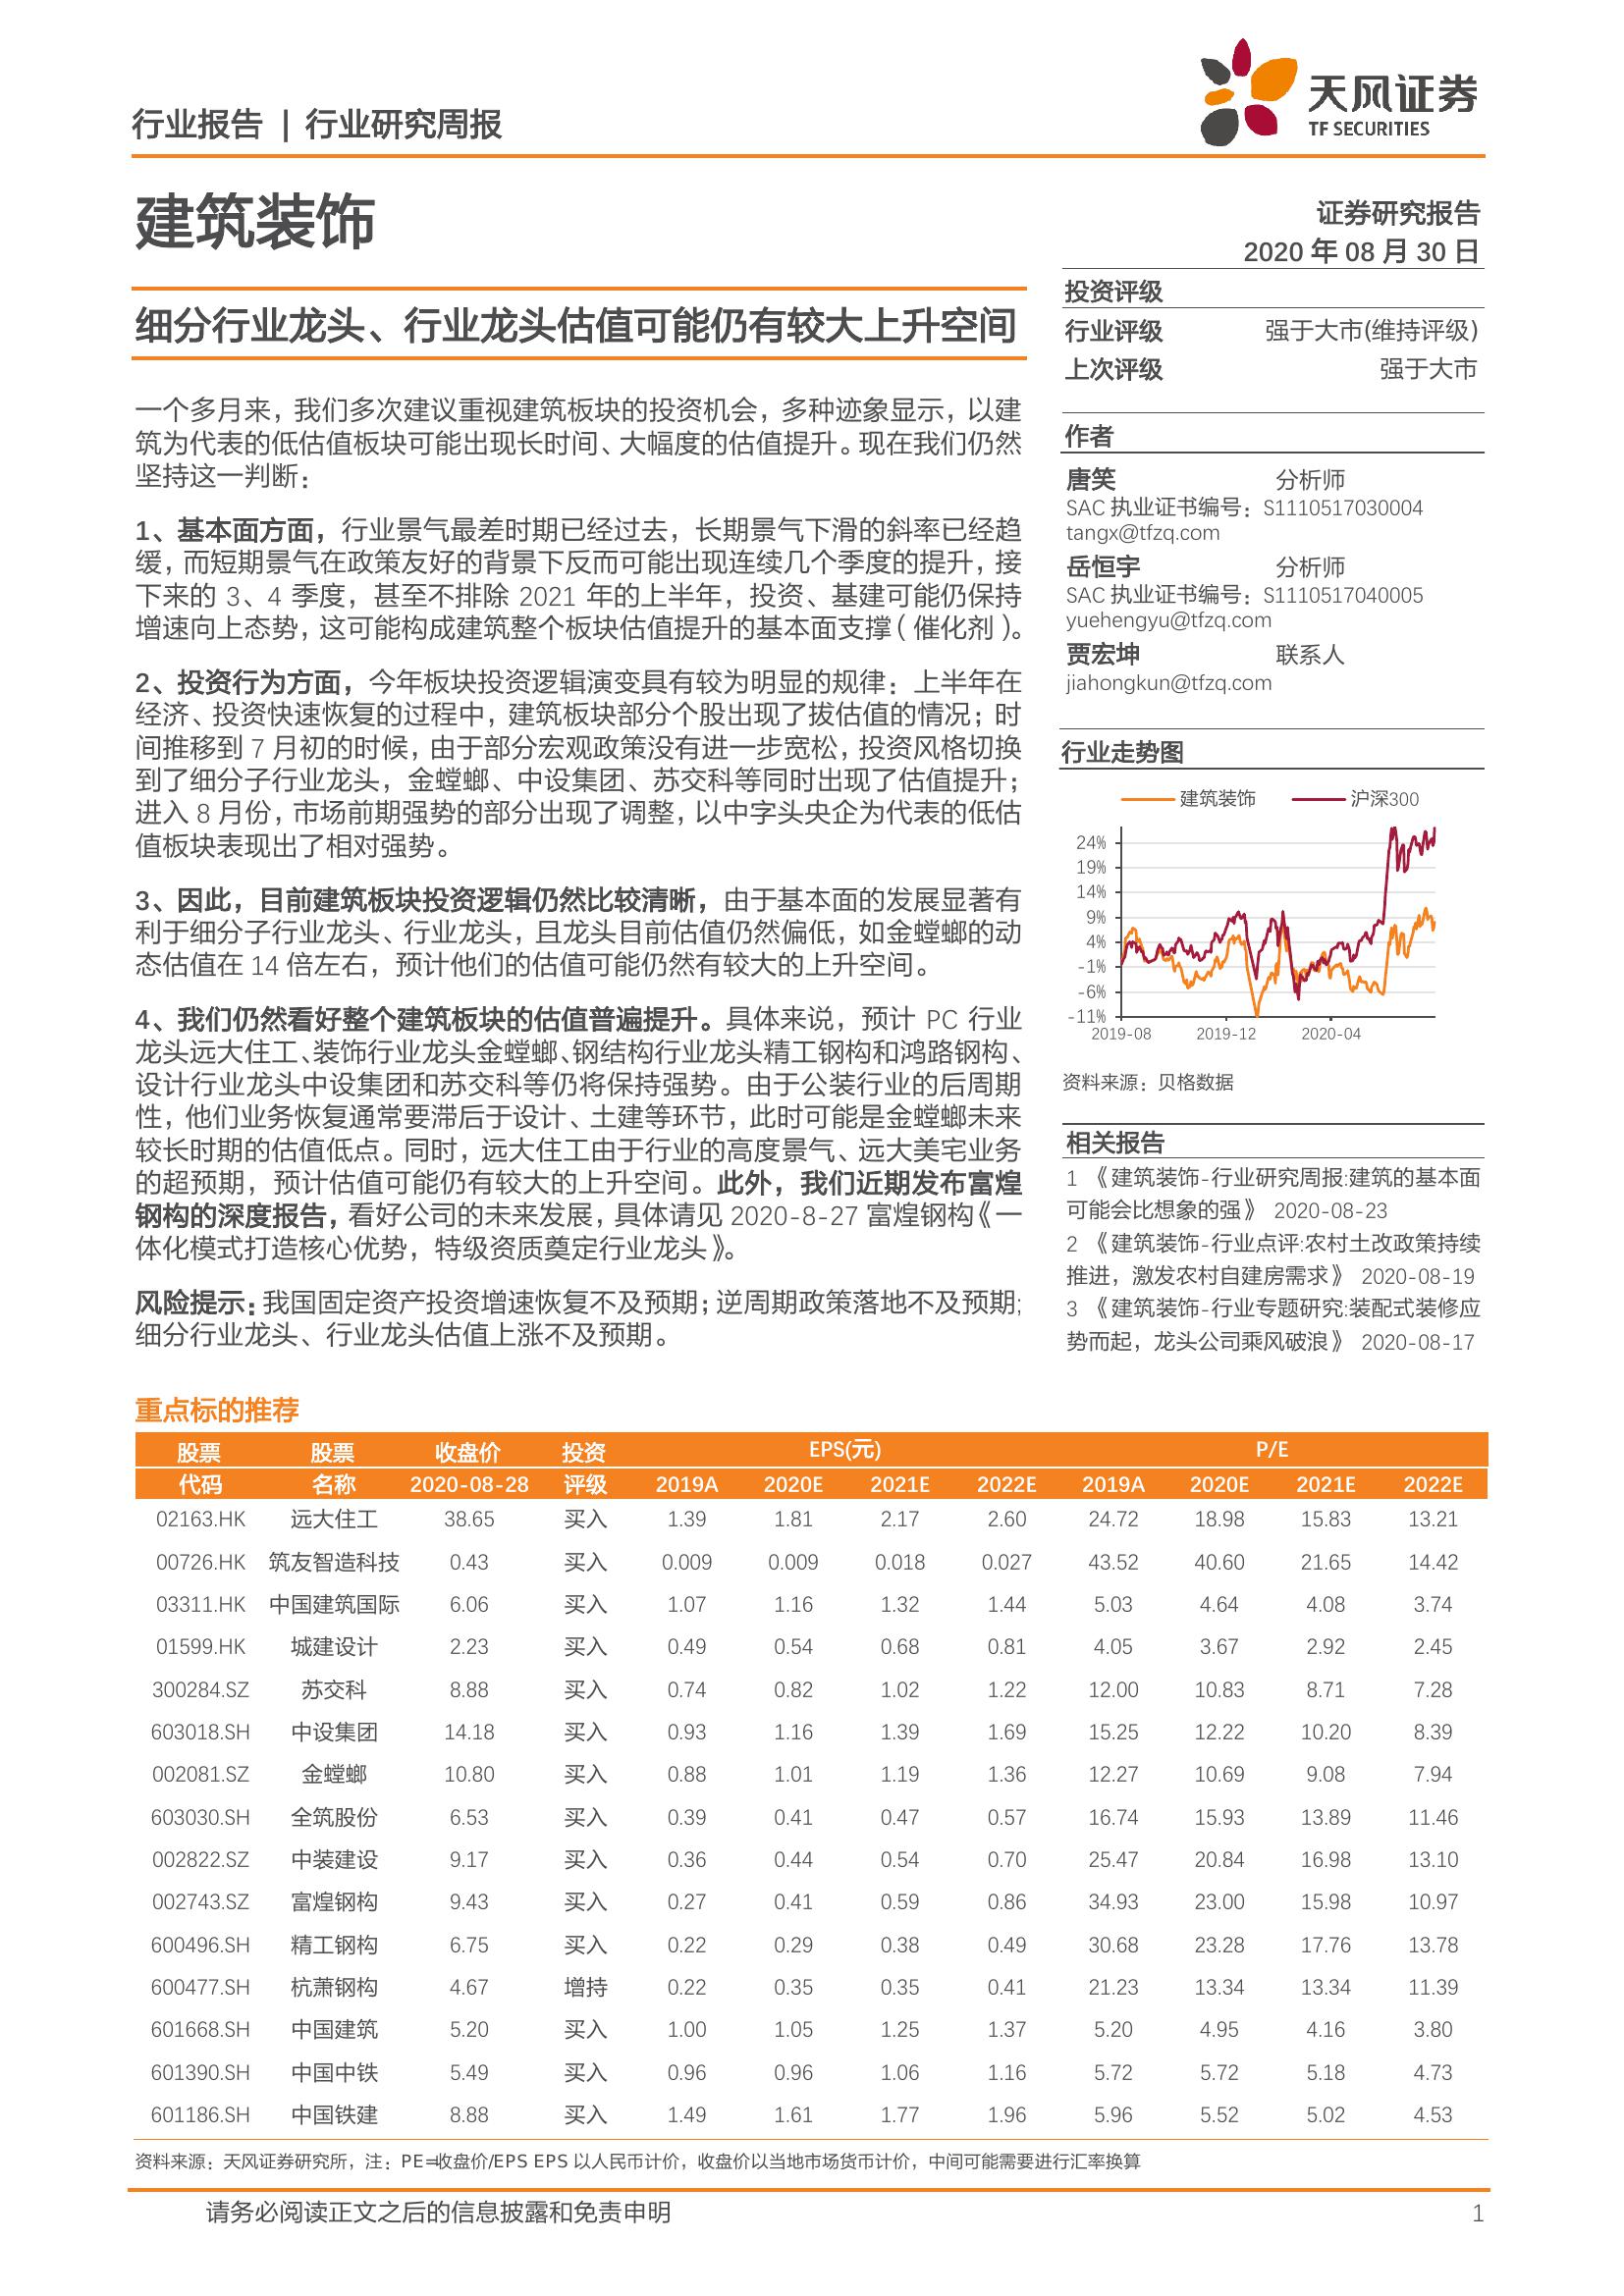 行业报告 | 行业研究周报
天风证券
TF SECURITIES
建筑装饰
证券研究报告
2020 年 08 月 30 日
细分行业龙头、行业龙头估值可能仍有较大上升空间
一个多月来，我们多次建议重视建筑板块的投资机会，多种迹象显示，以建
筑为代表的低估值板块可能出现长时间、大幅度的估值提升。现在我们仍然
坚持这一判断：
1、基本面方面，行业景气最差时期已经过去，长期景气下滑的斜率已经趋
缓，而短期景气在政策友好的背景下反而可能出现连续几个季度的提升，接
下来的 3、4 季度，甚至不排除 2021 年的上半年，投资、基建可能仍保持
增速向上态势，这可能构成建筑整个板块估值提升的基本面支撑（催化剂）。
2、投资行为方面，今年板块投资逻辑演变具有较为明显的规律：上半年在
经济、投资快速恢复的过程中，建筑板块部分个股出现了拔估值的情况；时
间推移到 7 月初的时候，由于部分宏观政策没有进一步宽松，投资风格切换
到了细分子行业龙头，金螳螂、中设集团、苏交科等同时出现了估值提升；
进入 8 月份，市场前期强势的部分出现了调整，以中字头央企为代表的低估
值板块表现出了相对强势。
3、因此，目前建筑板块投资逻辑仍然比较清晰，由于基本面的发展显著有
利于细分子行业龙头、行业龙头，且龙头目前估值仍然偏低，如金螳螂的动
态估值在 14 倍左右，预计他们的估值可能仍然有较大的上升空间。
4、我们仍然看好整个建筑板块的估值普遍提升。具体来说，预计 PC 行业
龙头远大住工、装饰行业龙头金螳螂、钢结构行业龙头精工钢构和鸿路钢构、
设计行业龙头中设集团和苏交科等仍将保持强势。由于公装行业的后周期
性，他们业务恢复通常要滞后于设计、土建等环节，此时可能是金螳螂未来
较长时期的估值低点。同时，远大住工由于行业的高度景气、远大美宅业务
的超预期，预计估值可能仍有较大的上升空间。此外，我们近期发布富煌
钢构的深度报告，看好公司的未来发展，具体请见 2020-8-27 富煌钢构《一
体化模式打造核心优势，特级资质奠定行业龙头》。
风险提示：我国固定资产投资增速恢复不及预期；逆周期政策落地不及预期；
细分行业龙头、行业龙头估值上涨不及预期。
投资评级
行业评级 强于大市(维持评级)
上次评级 强于大市
作者
唐笑 分析师
SAC 执业证书编号：S1110517030004
tangx@tfzq.com
岳恒宇 分析师
SAC 执业证书编号：S1110517040005
yuehengyu@tfzq.com
贾宏坤 联系人
jiahongkun@tfzq.com
行业走势图
建筑装饰 沪深300
24%
19%
14%
9%
4%
-1%
-6%
-11%
2019-08 2019-12 2020-04
资料来源：贝格数据
相关报告
1 《建筑装饰-行业研究周报:建筑的基本面
可能会比想象的强》 2020-08-23
2 《建筑装饰-行业点评:农村土改政策持续
推进，激发农村自建房需求》 2020-08-19
3 《建筑装饰-行业专题研究:装配式装修应
势而起，龙头公司乘风破浪》 2020-08-17
重点标的推荐
股票 股票 收盘价 投资 EPS(元) P/E
代码 名称 2020-08-28 评级 2019A 2020E 2021E 2022E 2019A 2020E 2021E 2022E
02163.HK 远大住工 38.65 买入 1.39 1.81 2.17 2.60 24.72 18.98 15.83 13.21
00726.HK 筑友智造科技 0.43 买入 0.009 0.009 0.018 0.027 43.52 40.60 21.65 14.42
03311.HK 中国建筑国际 6.06 买入 1.07 1.16 1.32 1.44 5.03 4.64 4.08 3.74
01599.HK 城建设计 2.23 买入 0.49 0.54 0.68 0.81 4.05 3.67 2.92 2.45
300284.SZ 苏交科 8.88 买入 0.74 0.82 1.02 1.22 12.00 10.83 8.71 7.28
603018.SH 中设集团 14.18 买入 0.93 1.16 1.39 1.69 15.25 12.22 10.20 8.39
002081.SZ 金螳螂 10.80 买入 0.88 1.01 1.19 1.36 12.27 10.69 9.08 7.94
603030.SH 全筑股份 6.53 买入 0.39 0.41 0.47 0.57 16.74 15.93 13.89 11.46
002822.SZ 中装建设 9.17 买入 0.36 0.44 0.54 0.70 25.47 20.84 16.98 13.10
002743.SZ 富煌钢构 9.43 买入 0.27 0.41 0.59 0.86 34.93 23.00 15.98 10.97
600496.SH 精工钢构 6.75 买入 0.22 0.29 0.38 0.49 30.68 23.28 17.76 13.78
600477.SH 杭萧钢构 4.67 增持 0.22 0.35 0.35 0.41 21.23 13.34 13.34 11.39
601668.SH 中国建筑 5.20 买入 1.00 1.05 1.25 1.37 5.20 4.95 4.16 3.80
601390.SH 中国中铁 5.49 买入 0.96 0.96 1.06 1.16 5.72 5.72 5.18 4.73
601186.SH 中国铁建 8.88 买入 1.49 1.61 1.77 1.96 5.96 5.52 5.02 4.53
资料来源：天风证券研究所，注：PE=收盘价/EPS EPS 以人民币计价，收盘价以当地市场货币计价，中间可能需要进行汇率换算
请务必阅读正文之后的信息披露和免责申明 1